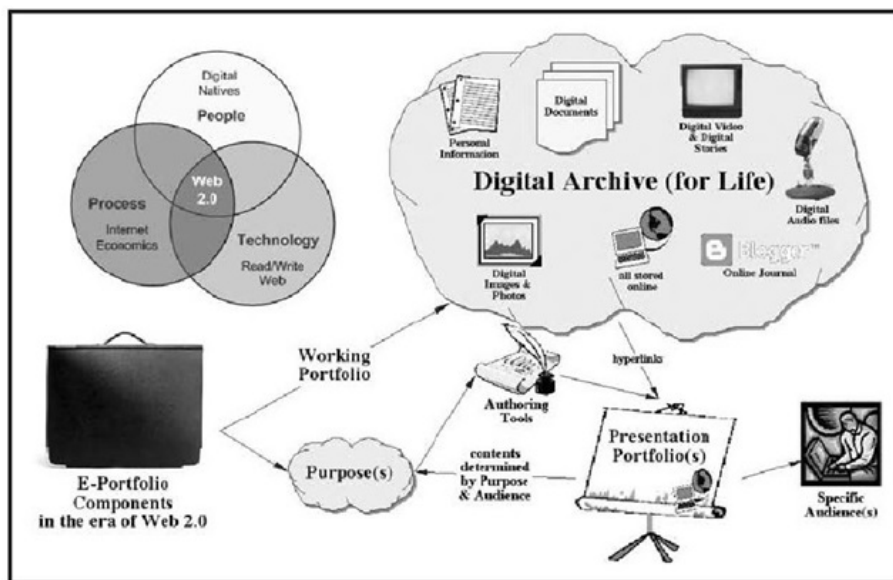 Digital
Natives
People
Web
2.0
Process
Internet
Economics
Technology
Read/Write
Web
Personal
Information
Digital
Documents
Digital Video
& Digital
Stories
Digital Archive (for Life)
Digital
Audio files
Digital
Images &
Photos
all stored
online
Blogger™
Online Journal
Working
Portfolio
hyperlinks
Authoring
Tools
Purpose(s)
contents
determined
by Purpose
& Audience
Presentation
Portfolio(s)
Specific
Audience(s)
E-Portfolio
Components
in the era of Web 2.0